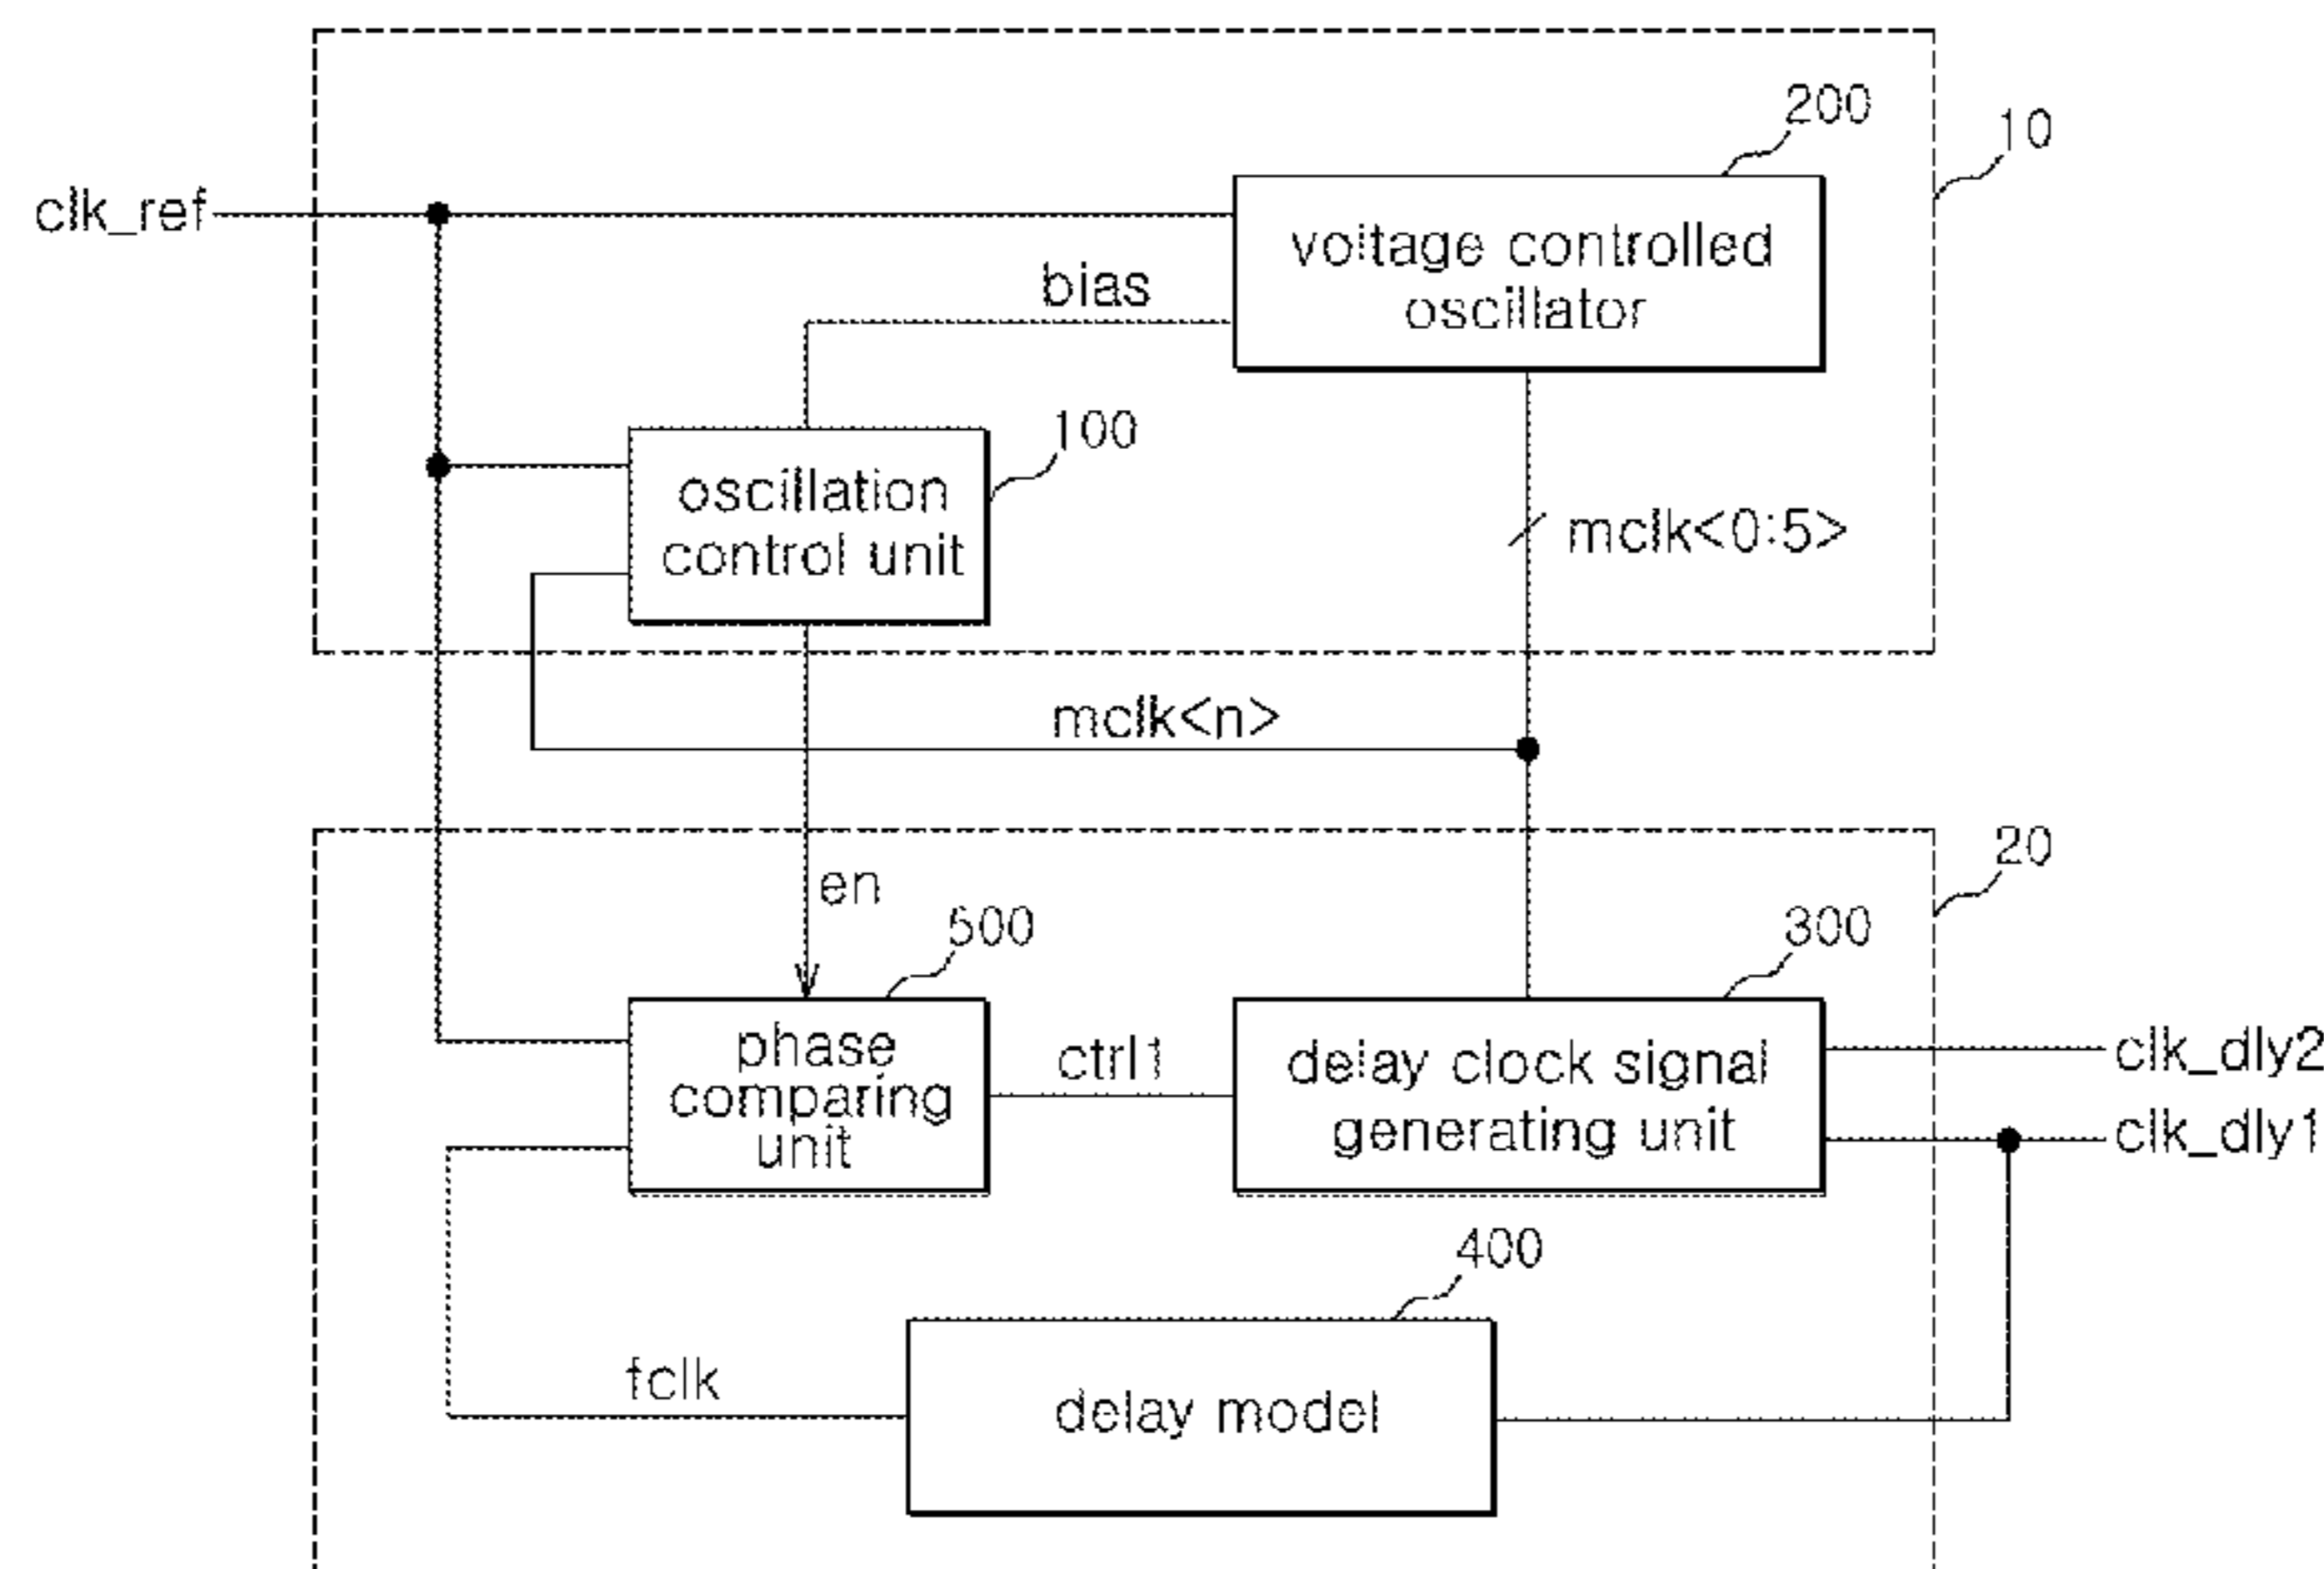 200
10
clk_ref
voltage controlled
oscillator
bias
100
oscillation
control unit
mclk<0:5>
mclk<n>
20
en
500
300
phase
comparing
unit
ctrl1
delay clock signal
generating unit
clk_dly2
clk_dly1
400
fclk
delay model